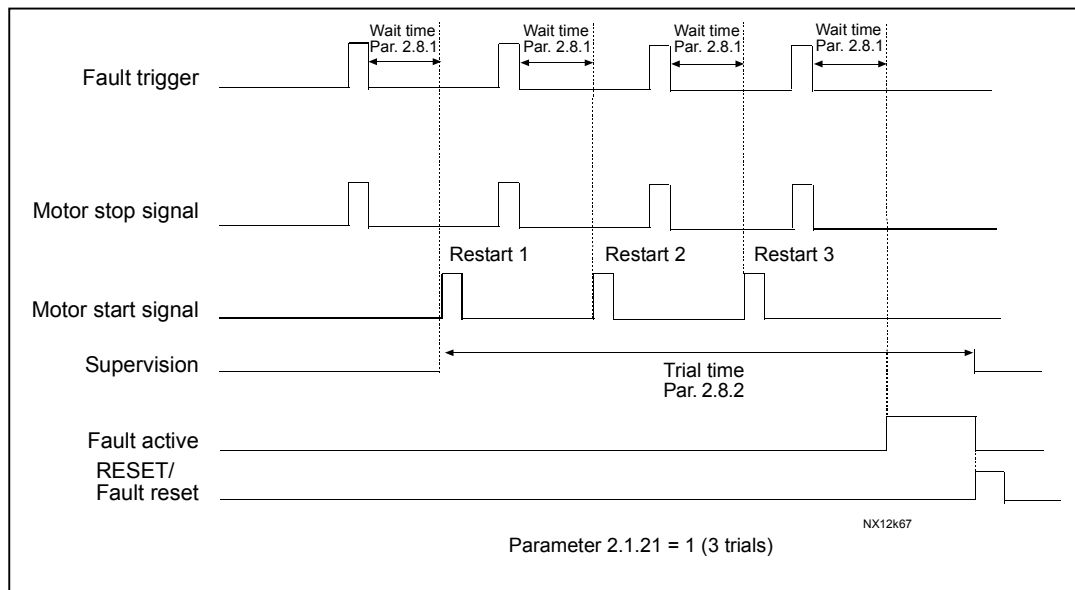 Wait time
Par. 2.8.1
Wait time
Par. 2.8.1
Wait time
Par. 2.8.1
Wait time
Par. 2.8.1
Fault trigger
Motor stop signal
Restart 1
Restart 2
Restart 3
Motor start signal
Supervision
Trial time
Par. 2.8.2
Fault active
RESET/
Fault reset
NX12k67
Parameter 2.1.21 = 1 (3 trials)